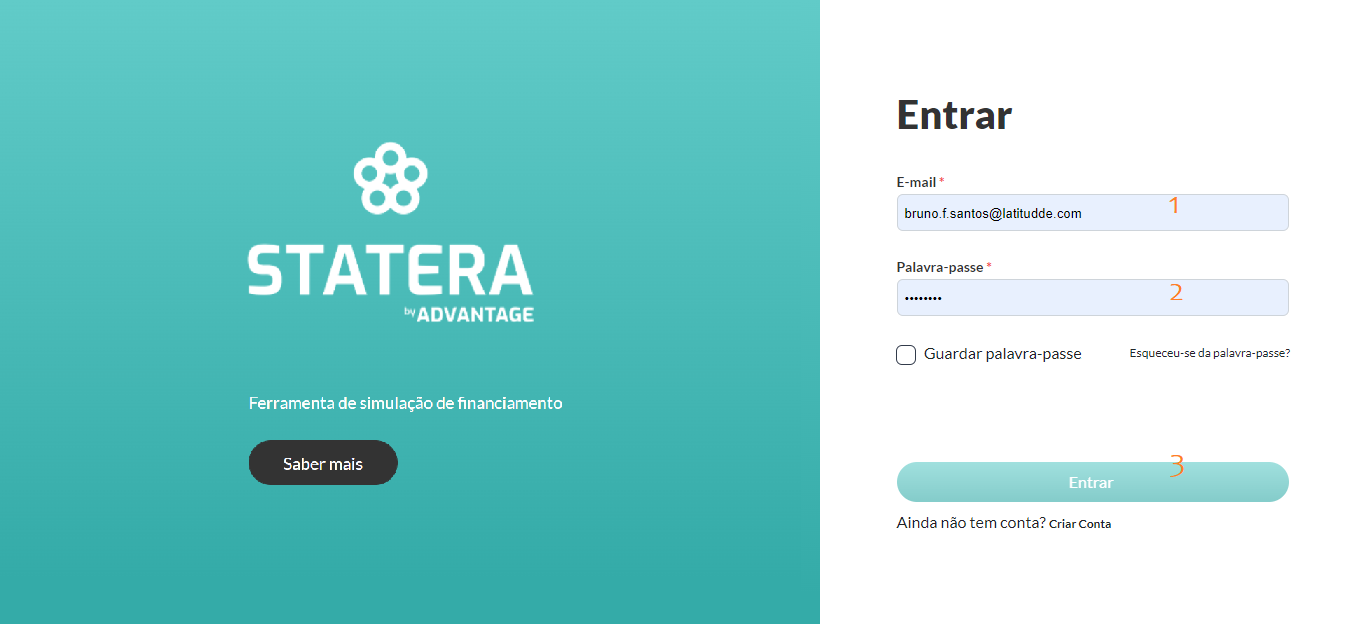 STATERA
by ADVANTAGE
Ferramenta de simulação de financiamento
Saber mais
Entrar
E-mail *
bruno.f.santos@latitudde.com 1
Palavra-passe *
•••••••• 2
Guardar palavra-passe Esqueceu-se da palavra-passe?
3
Entrar
Ainda não tem conta? Criar Conta